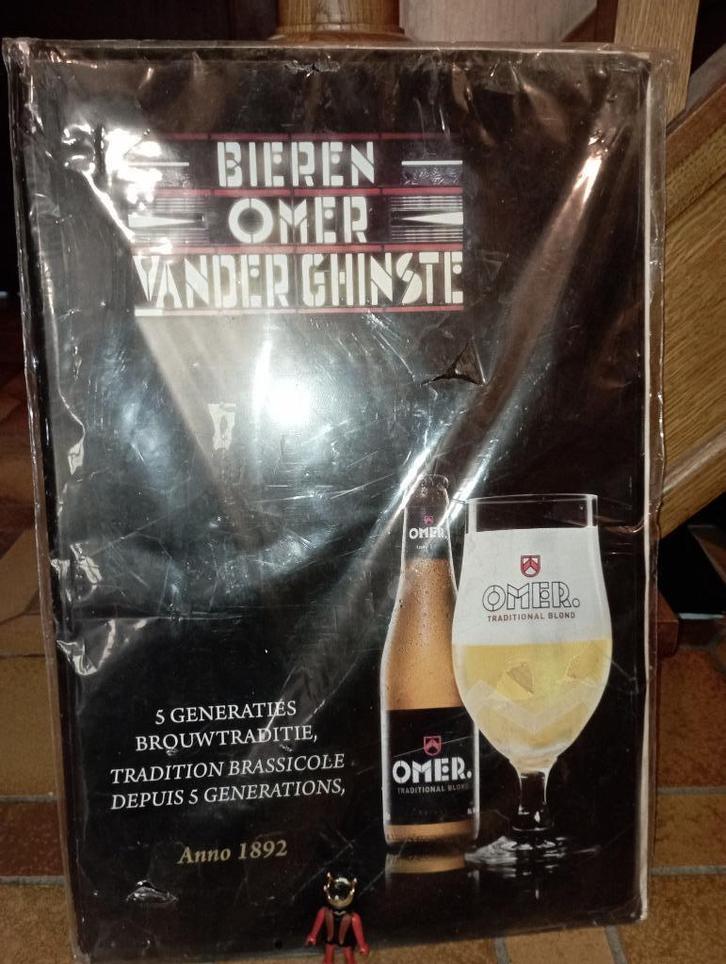 BIEREN
OMER
VANDER GHINSTE
OMER.
OMER.
TRADITIONAL BLOND
5 GENERATIES
BROUWTRADITIE,
TRADITION BRASSICOLE
DEPUIS 5 GENERATIONS,
OMER.
TRADITIONAL BLOND
Anno 1892